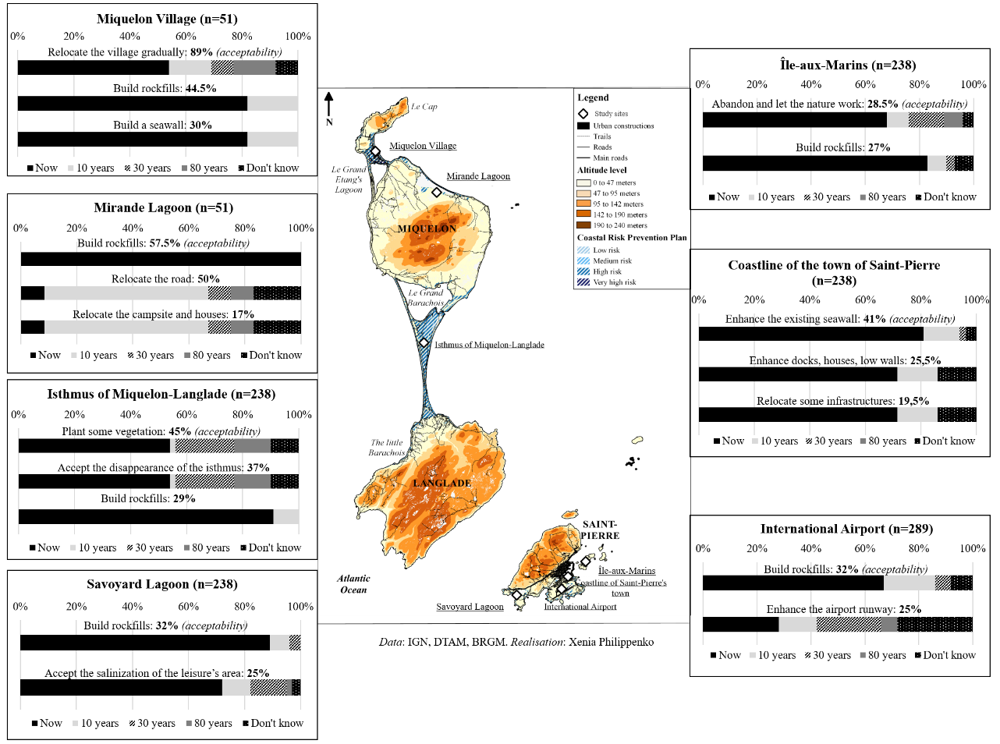 Miquelon Village (n=51)
0% 20% 40% 60% 80% 100%
Relocate the village gradually: 89% (acceptability)
Build rockfills: 44.5%
Build a seawall: 30%
Now 10 years 30 years 80 years Don't know
Mirande Lagoon (n=51)
0% 20% 40% 60% 80% 100%
Build rockfills: 57.5% (acceptability)
Relocate the road: 50%
Relocate the campsite and houses: 17%
Now 10 years 30 years 80 years Don't know
Isthmus of Miquelon-Langlade (n=238)
0% 20% 40% 60% 80% 100%
Plant some vegetation: 45% (acceptability)
Accept the disappearance of the isthmus: 37%
Build rockfills: 29%
Now 10 years 30 years 80 years Don't know
Savoyard Lagoon (n=238)
0% 20% 40% 60% 80% 100%
Build rockfills: 32% (acceptability)
Accept the salinization of the leisure's area: 25%
Now 10 years 30 years 80 years Don't know
N
Le Cap
Miquelon Village
Le Grand
Etang's
Lagoon
Mirande Lagoon
MIQUELON
Le Grand
Barachois
Isthmus of Miquelon-Langlade
The little
Barachois
LANGLADE
SAINT-
PIERRE
Île-aux-Marins
Coastline of Saint-Pierre's
town
Savoyard Lagoon
International Airport
Atlantic
Ocean
Legend
Study sites
Urban constructions
Trails
Roads
Main roads
Altitude level
0 to 47 meters
47 to 95 meters
95 to 142 meters
142 to 190 meters
190 to 240 meters
Coastal Risk Prevention Plan
Low risk
Medium risk
High risk
Very high risk
Data: IGN, DTAM, BRGM. Realisation: Xenia Philippenko
Île-aux-Marins (n=238)
0% 20% 40% 60% 80% 100%
Abandon and let the nature work: 28.5% (acceptability)
Build rockfills: 27%
Now 10 years 30 years 80 years Don't know
Coastline of the town of Saint-Pierre
(n=238)
0% 20% 40% 60% 80% 100%
Enhance the existing seawall: 41% (acceptability)
Enhance docks, houses, low walls: 25,5%
Relocate some infrastructures: 19,5%
Now 10 years 30 years 80 years Don't know
International Airport (n=289)
0% 20% 40% 60% 80% 100%
Build rockfills: 32% (acceptability)
Enhance the airport runway: 25%
Now 10 years 30 years 80 years Don't know